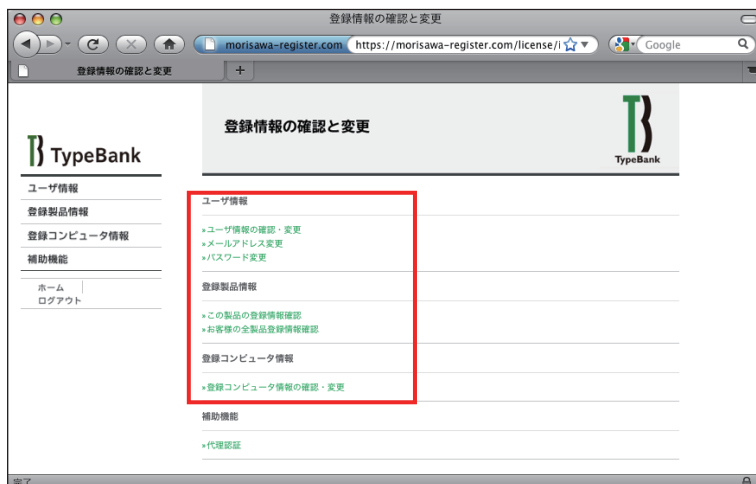 登録情報の確認と変更
morisawa-register.com https://morisawa-register.com/license/i Google
登録情報の確認と変更
TypeBank
ユーザ情報
登録製品情報
登録コンピュータ情報
補助機能
ホーム
ログアウト
登録情報の確認と変更
TypeBank
ユーザ情報
»ユーザ情報の確認・変更
»メールアドレス変更
»パスワード変更
登録製品情報
»この製品の登録情報確認
»お客様の全製品登録情報確認
登録コンピュータ情報
»登録コンピュータ情報の確認・変更
補助機能
»代理認証
完了